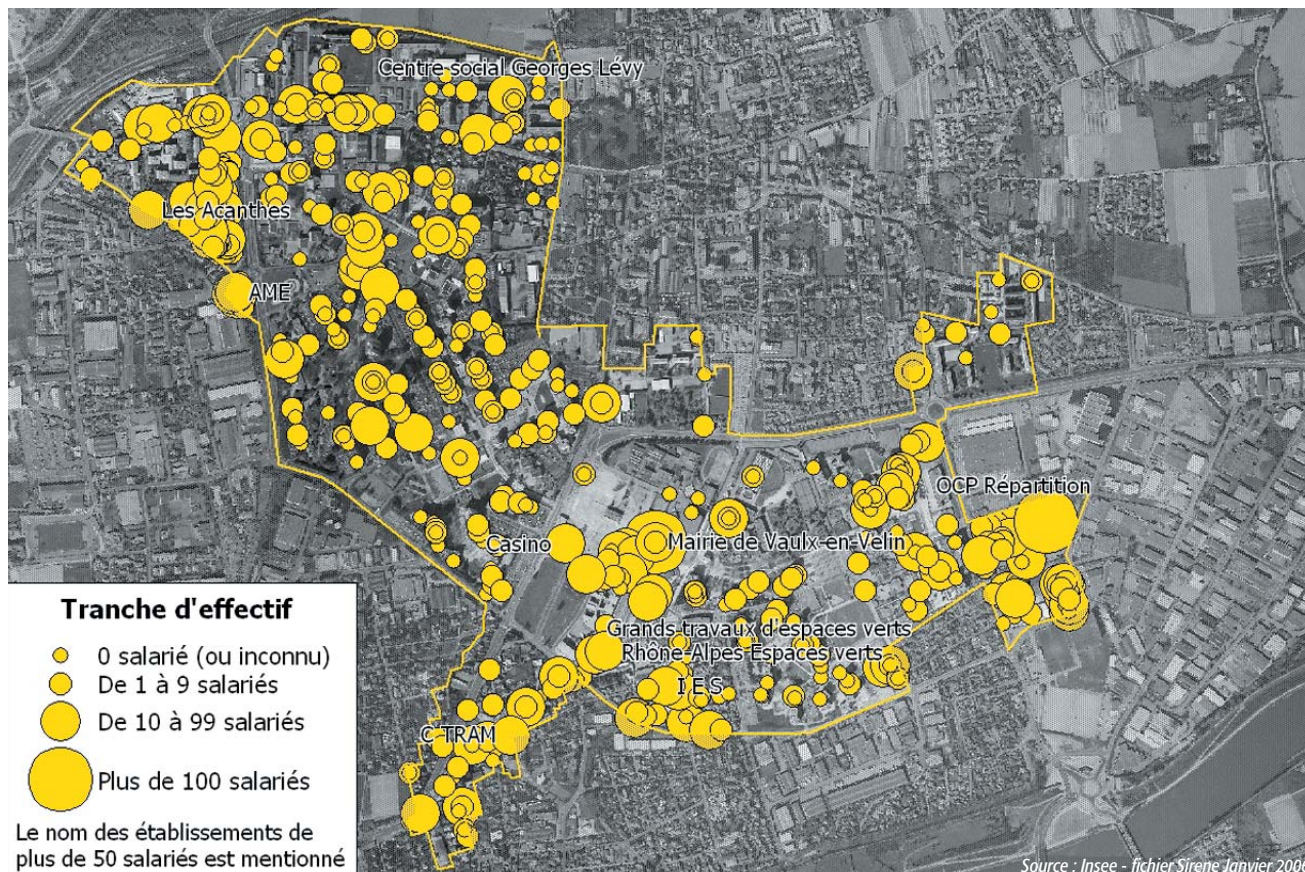 Centre social Georges Lévy
Les Acanthes
AME
OCP Répartition
Casino
Mairie de Vaulx-en-Velin
Grands travaux d'espaces verts
Rhône-Alpes Espaces verts
I E S
C TRAM
Tranche d'effectif
0 salarié (ou inconnu)
De 1 à 9 salariés
De 10 à 99 salariés
Plus de 100 salariés
Le nom des établissements de
plus de 50 salariés est mentionné
Source : Insee - fichier Sirene Janvier 2006